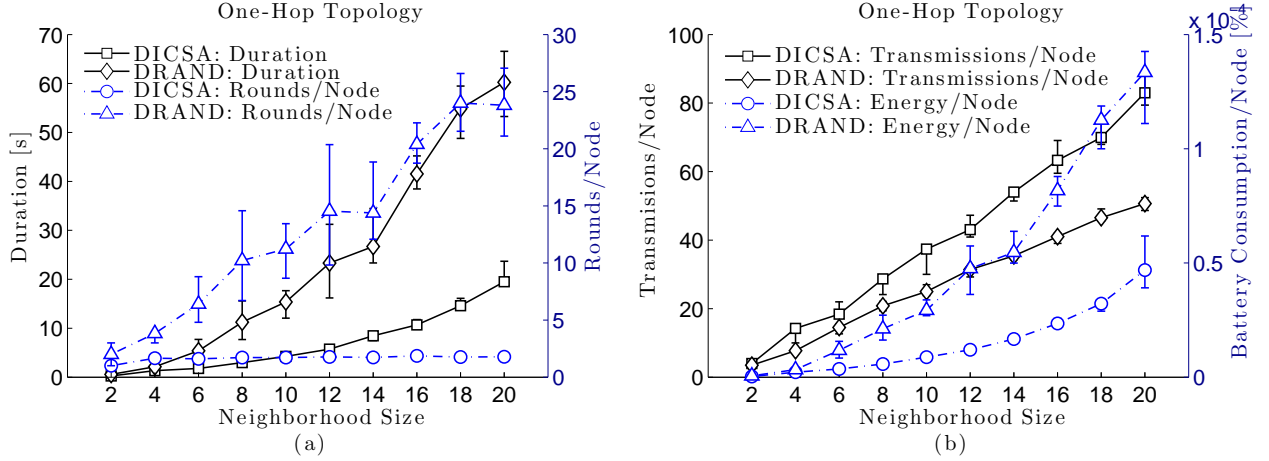 One-Hop Topology
70
60
50
40
30
20
10
0
Duration [s]
DICSA: Duration
DRAND: Duration
DICSA: Rounds/Node
DRAND: Rounds/Node
30
25
20
15
10
5
0
Rounds/Node
2 4 6 8 10 12 14 16 18 20
Neighborhood Size
(a)
One-Hop Topology
100
80
60
40
20
0
Transmisions/Node
DICSA: Transmissions/Node
DRAND: Transmissions/Node
DICSA: Energy/Node
DRAND: Energy/Node
1.5
1
0.5
0
Battery Consumption/Node [%]
2 4 6 8 10 12 14 16 18 20
Neighborhood Size
(b)